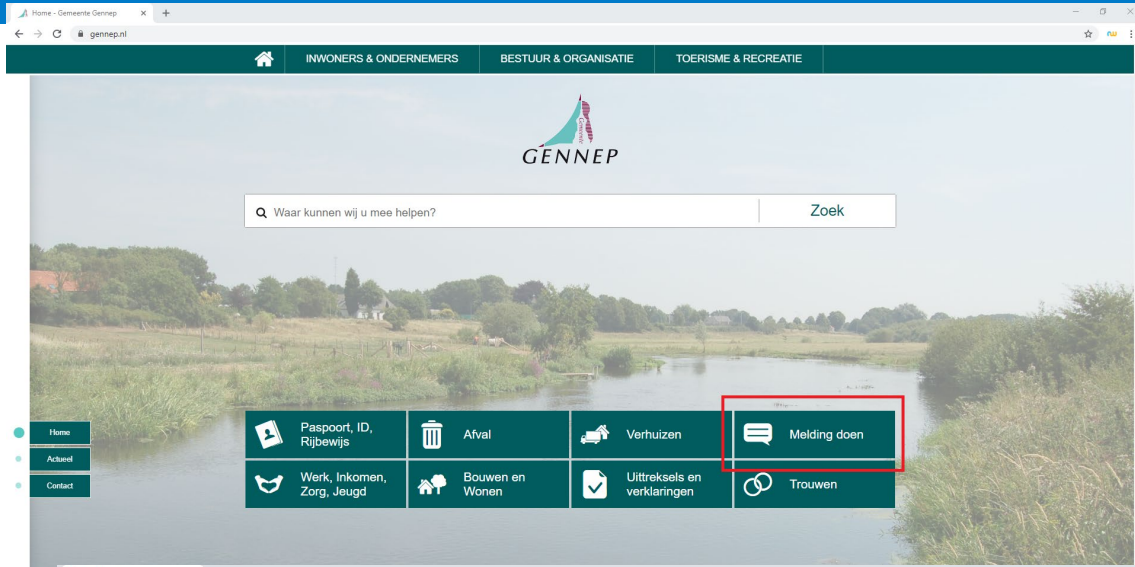 Home - Gemeente Gennep
gennep.nl
INWONERS & ONDERNEMERS
BESTUUR & ORGANISATIE
TOERISME & RECREATIE
Gemeente
GENNEP
Waar kunnen wij u mee helpen?
Zoek
Home
Actueel
Contact
Paspoort, ID,
Rijbewijs
Afval
Verhuizen
Melding doen
Werk, Inkomen,
Zorg, Jeugd
Bouwen en
Wonen
Uittreksels en
verklaringen
Trouwen